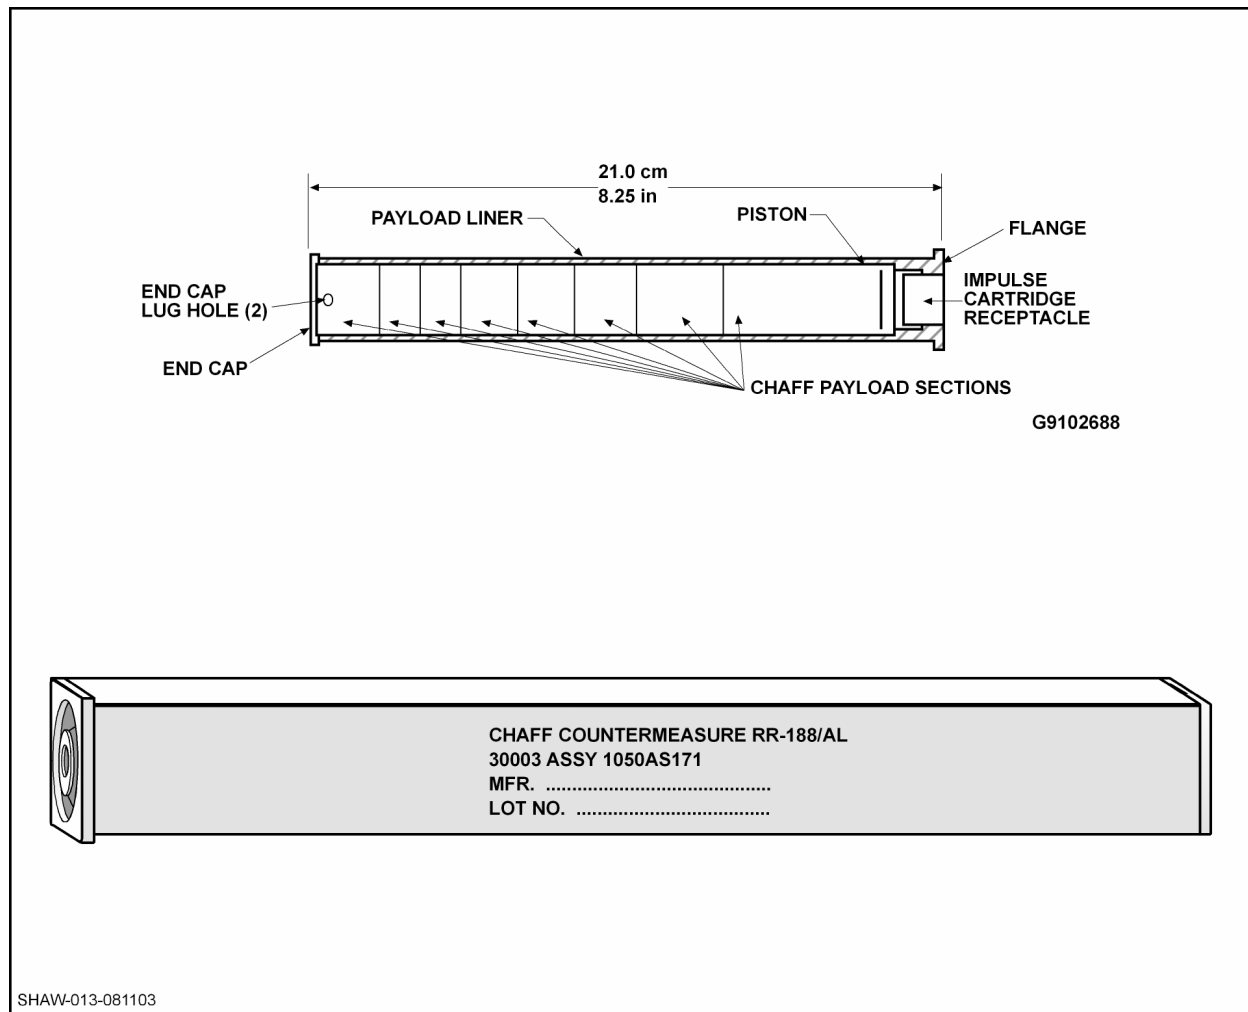 21.0 cm
8.25 in
PAYLOAD LINER
PISTON
FLANGE
END CAP
LUG HOLE (2)
IMPULSE
CARTRIDGE
RECEPTACLE
END CAP
CHAFF PAYLOAD SECTIONS
G9102688
CHAFF COUNTERMEASURE RR-188/AL
30003 ASSY 1050AS171
MFR. ...........................................
LOT NO. .....................................
SHAW-013-081103